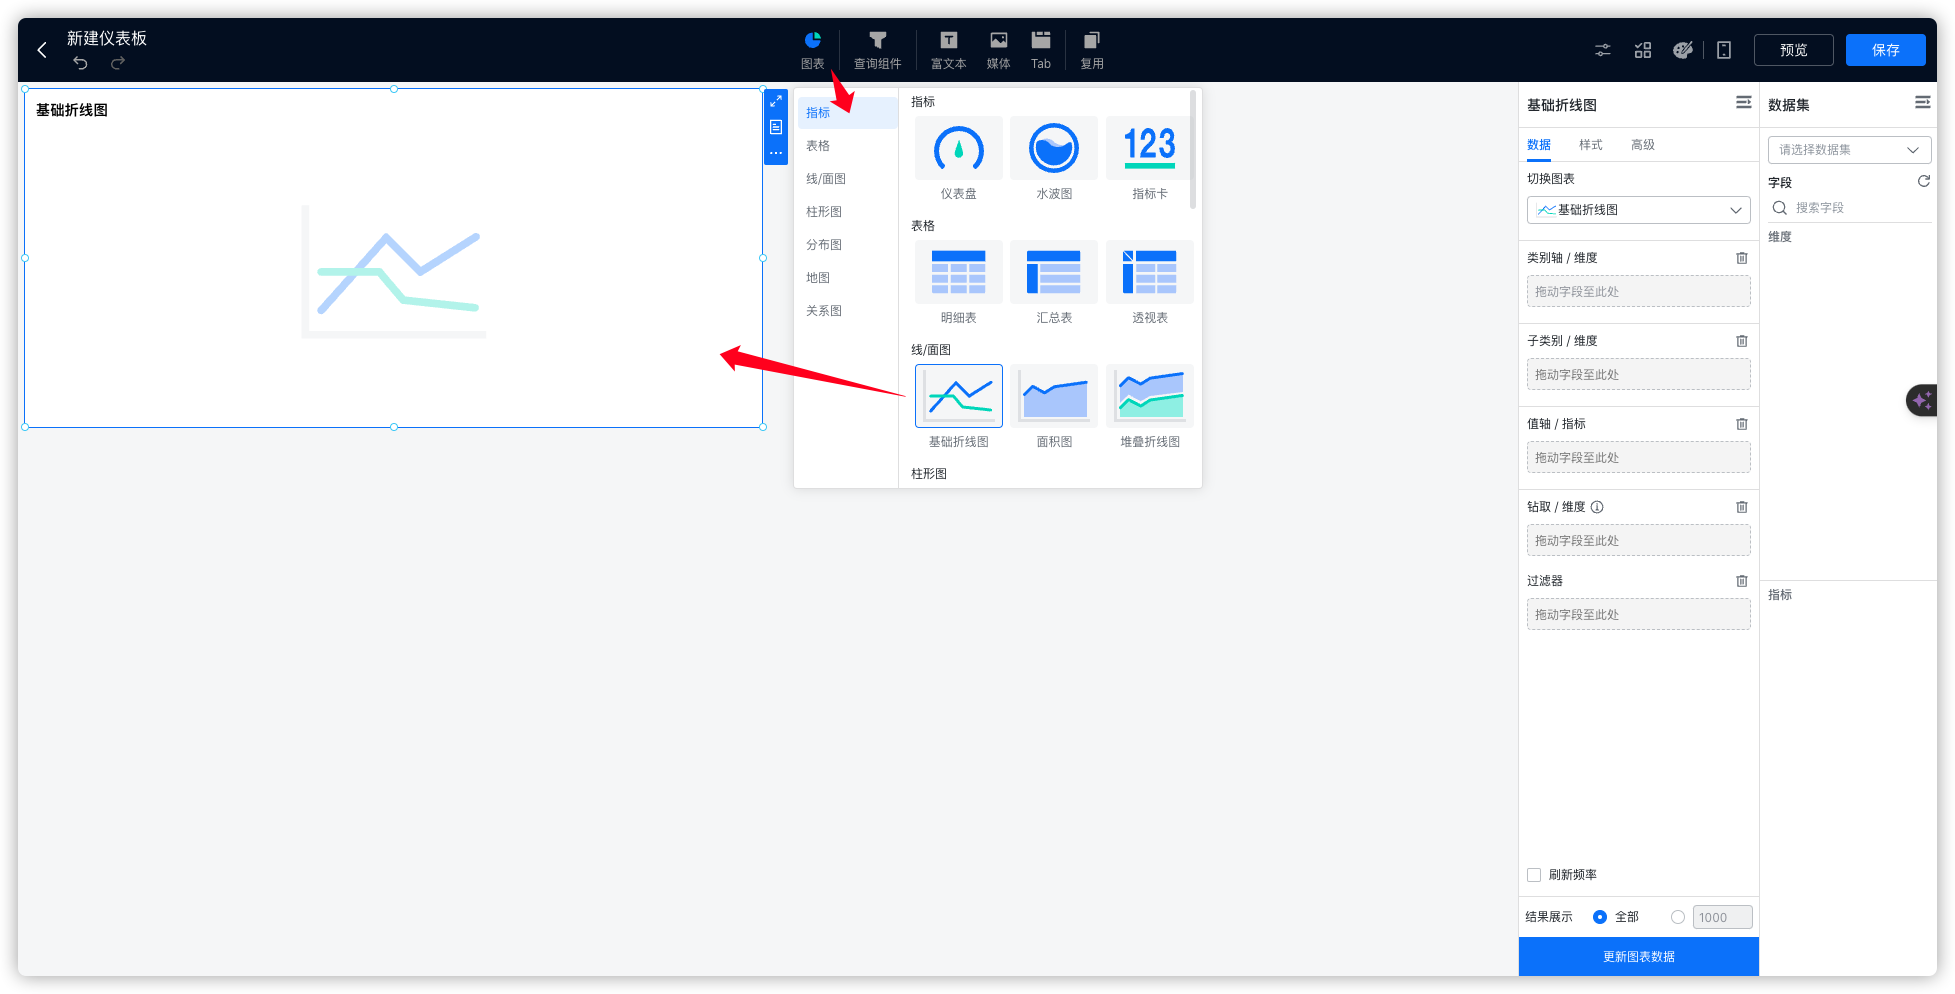 新建仪表板
图表
查询组件
富文本
媒体
Tab
复用
预览
保存
基础折线图
指标
表格
线/面图
柱形图
分布图
地图
关系图
指标
仪表盘
水波图
123
指标卡
表格
明细表
汇总表
透视表
线/面图
基础折线图
面积图
堆叠折线图
柱形图
基础折线图
数据
样式
高级
切换图表
基础折线图
类别轴 / 维度
拖动字段至此处
子类别 / 维度
拖动字段至此处
值轴 / 指标
拖动字段至此处
钻取 / 维度
拖动字段至此处
过滤器
拖动字段至此处
刷新频率
结果展示
全部
1000
更新图表数据
数据集
请选择数据集
字段
搜索字段
维度
指标